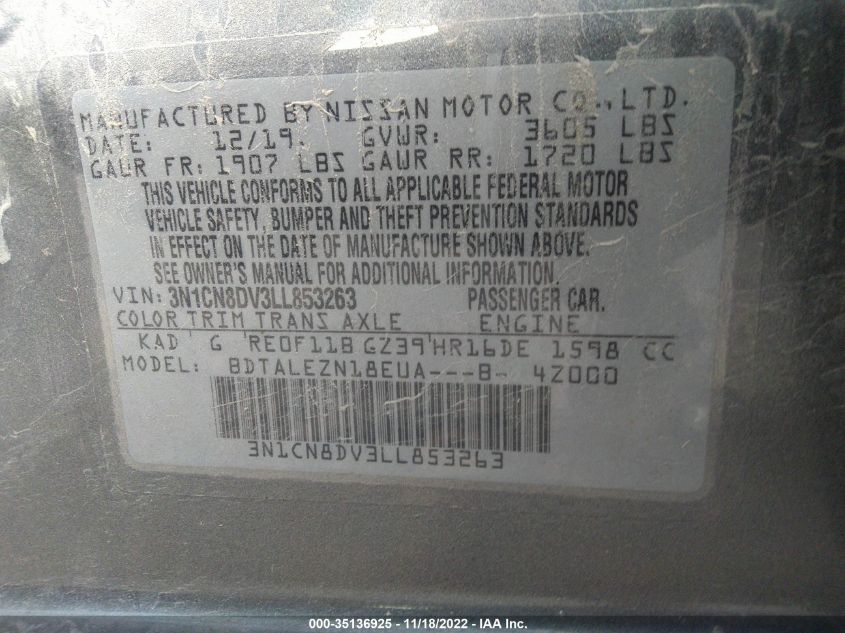 MANUFACTURED BY NISSAN MOTOR CO., LTD.
DATE: 12/19. GVWR: 3605 LBS
GAWR FR: 1907 LBS GAWR RR: 1720 LBS
THIS VEHICLE CONFORMS TO ALL APPLICABLE FEDERAL MOTOR
VEHICLE SAFETY, BUMPER AND THEFT PREVENTION STANDARDS
IN EFFECT ON THE DATE OF MANUFACTURE SHOWN ABOVE.
SEE OWNER'S MANUAL FOR ADDITIONAL INFORMATION.
VIN: 3N1CN8DV3LL853263 PASSENGER CAR.
COLOR TRIM TRANS AXLE ENGINE
KAD G RE0F11B GZ39 HR16DE 1598 CC
MODEL: BDTALEZN18EUA---B- 42000
3N1CN8DV3LL853263
000-35136925 - 11/18/2022 - IAA Inc.